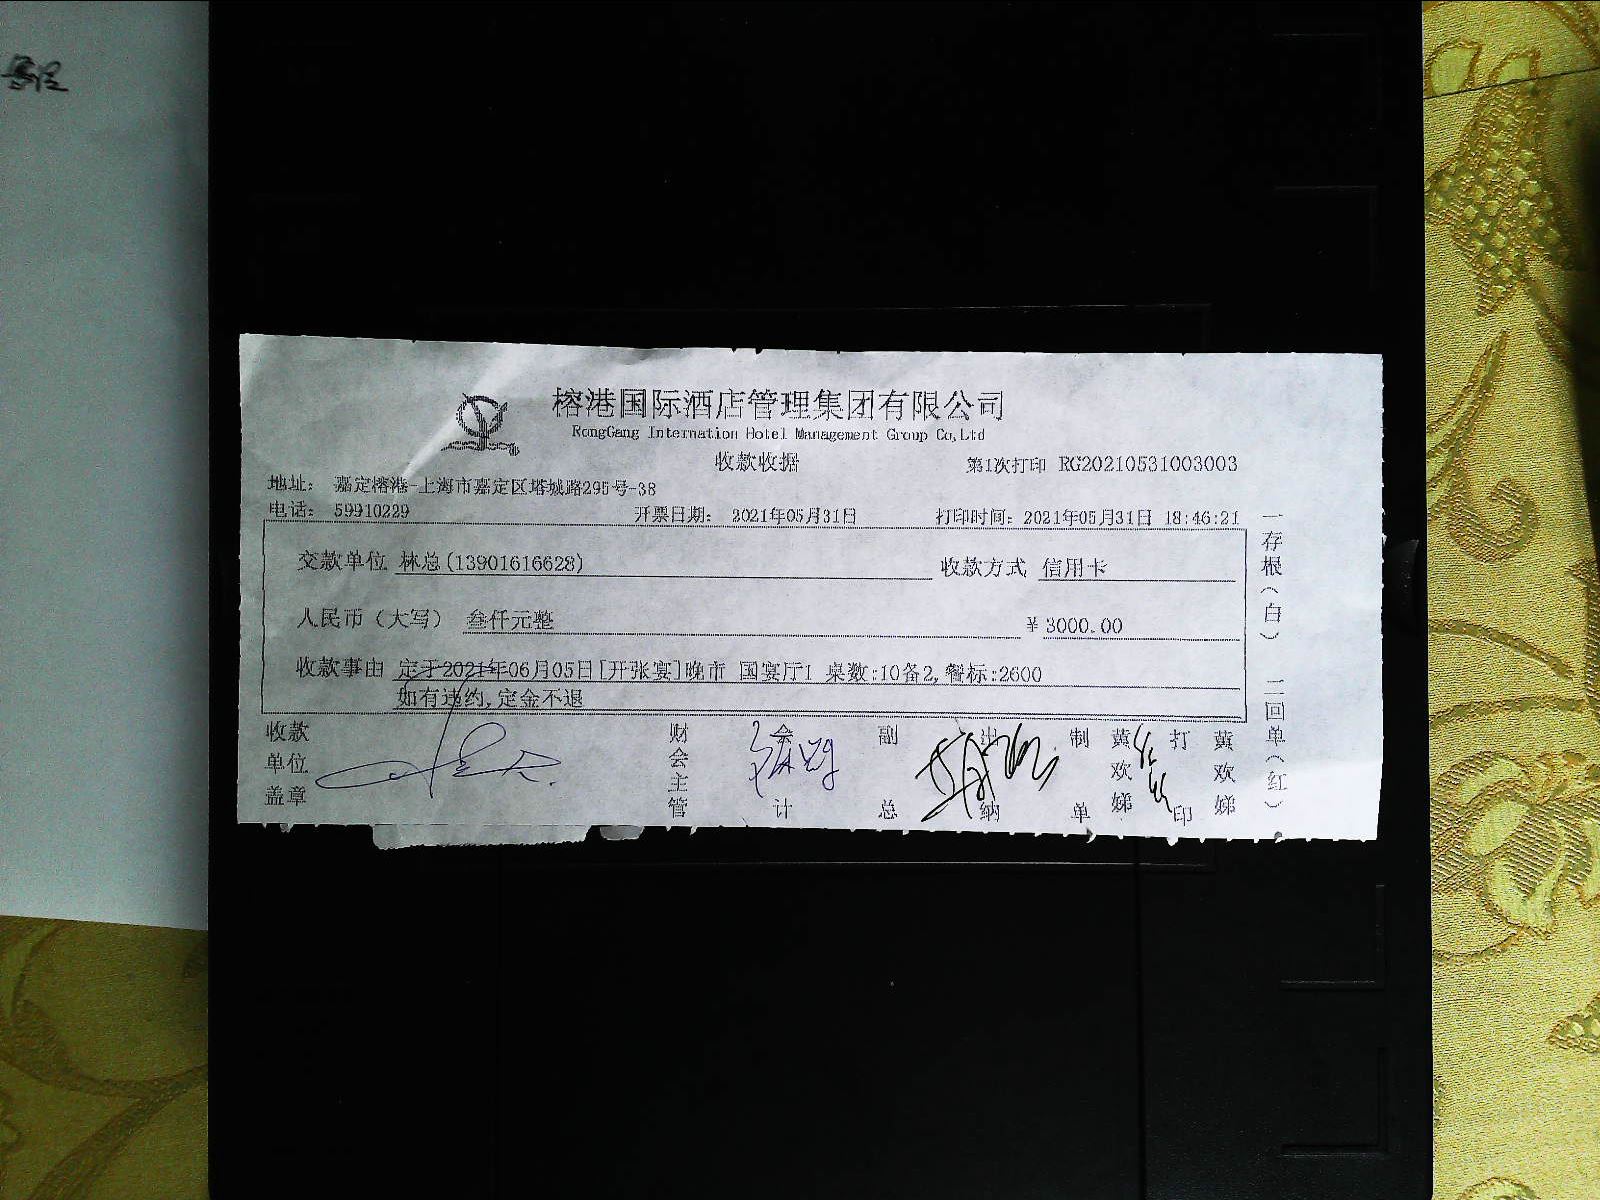 榕港国际酒店管理集团有限公司
RongGang Internation Hotel Management Group Co,Ltd
收款收据
第1次打印 RG20210531003003
地址： 嘉定榕港-上海市嘉定区塔城路295号-38
电话： 59910229 开票日期： 2021年05月31日 打印时间：2021年05月31日 18:46:21
交款单位 林总(13901616628) 收款方式 信用卡
人民币（大写） 叁仟元整 ¥ 3000.00
收款事由 定于2021年06月05日[开张宴]晚市 国宴厅1 桌数:10备2,餐标:2600
如有违约,定金不退
收款单位盖章 财会主管 会计 副总 出纳 制单 黄欢娣 打印 黄欢娣
一存根（白） 二回单（红）